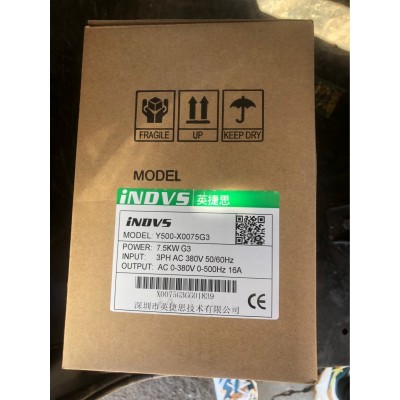 FRAGILE UP KEEP DRY
MODEL
iNDVS 英捷思
iNDVS
MODEL: Y500-X0075G3
POWER: 7.5KW G3
INPUT: 3PH AC 380V 50/60Hz
OUTPUT: AC 0-380V 0-500Hz 16A
X0075G3GG01839
CE
深圳市英捷思技术有限公司